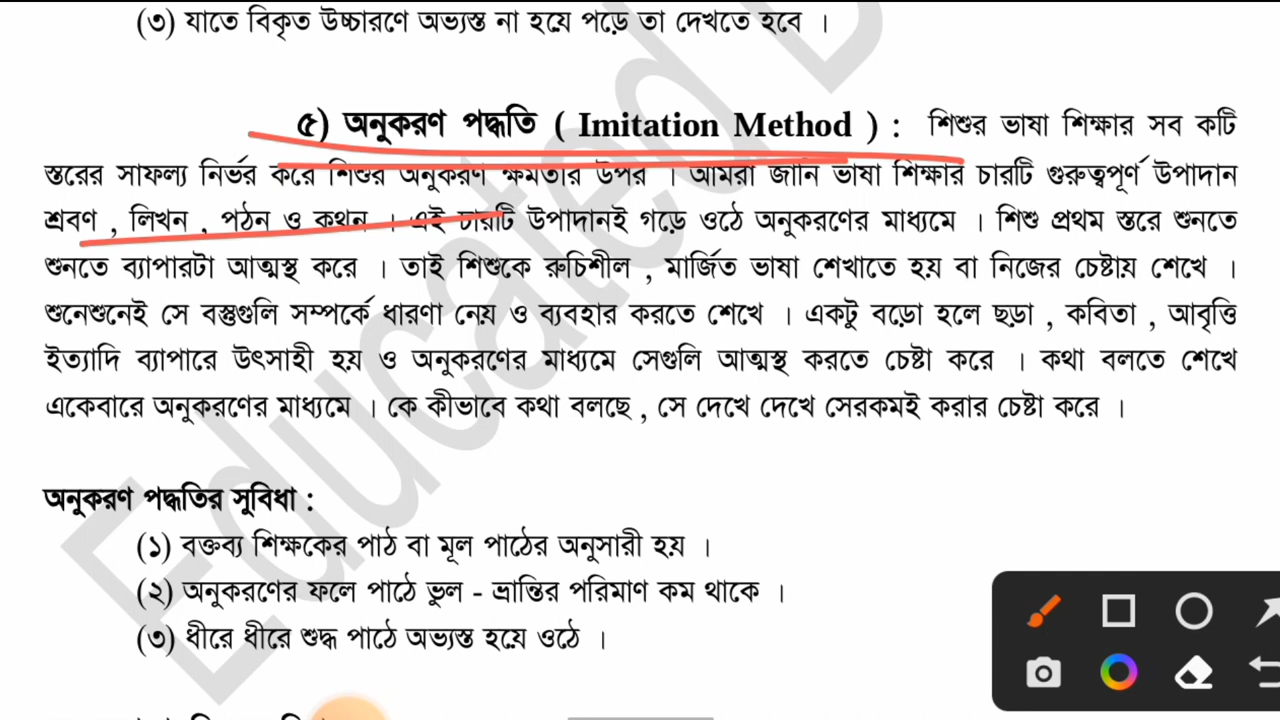 (৩) যাতে বিকৃত উচ্চারণে অভ্যস্ত না হয়ে পড়ে তা দেখতে হবে ।
৫) অনুকরণ পদ্ধতি ( Imitation Method ) : শিশুর ভাষা শিক্ষার সব কটি
স্তরের সাফল্য নির্ভর করে শিশুর অনুকরণ ক্ষমতার উপর । আমরা জানি ভাষা শিক্ষার চারটি গুরুত্বপূর্ণ উপাদান
শ্রবণ , লিখন , পঠন ও কথন । এই চারটি উপাদানই গড়ে ওঠে অনুকরণের মাধ্যমে । শিশু প্রথম স্তরে শুনতে
শুনতে ব্যাপারটা আত্মস্থ করে । তাই শিশুকে রুচিশীল , মার্জিত ভাষা শেখাতে হয় বা নিজের চেষ্টায় শেখে ।
শুনেশুনেই সে বস্তুগুলি সম্পর্কে ধারণা নেয় ও ব্যবহার করতে শেখে । একটু বড়ো হলে ছড়া , কবিতা , আবৃত্তি
ইত্যাদি ব্যাপারে উৎসাহী হয় ও অনুকরণের মাধ্যমে সেগুলি আত্মস্থ করতে চেষ্টা করে । কথা বলতে শেখে
একেবারে অনুকরণের মাধ্যমে । কে কীভাবে কথা বলছে , সে দেখে দেখে সেরকমই করার চেষ্টা করে ।
অনুকরণ পদ্ধতির সুবিধা :
(১) বক্তব্য শিক্ষকের পাঠ বা মূল পাঠের অনুসারী হয় ।
(২) অনুকরণের ফলে পাঠে ভুল - ভ্রান্তির পরিমাণ কম থাকে ।
(৩) ধীরে ধীরে শুদ্ধ পাঠে অভ্যস্ত হয়ে ওঠে ।
Educated